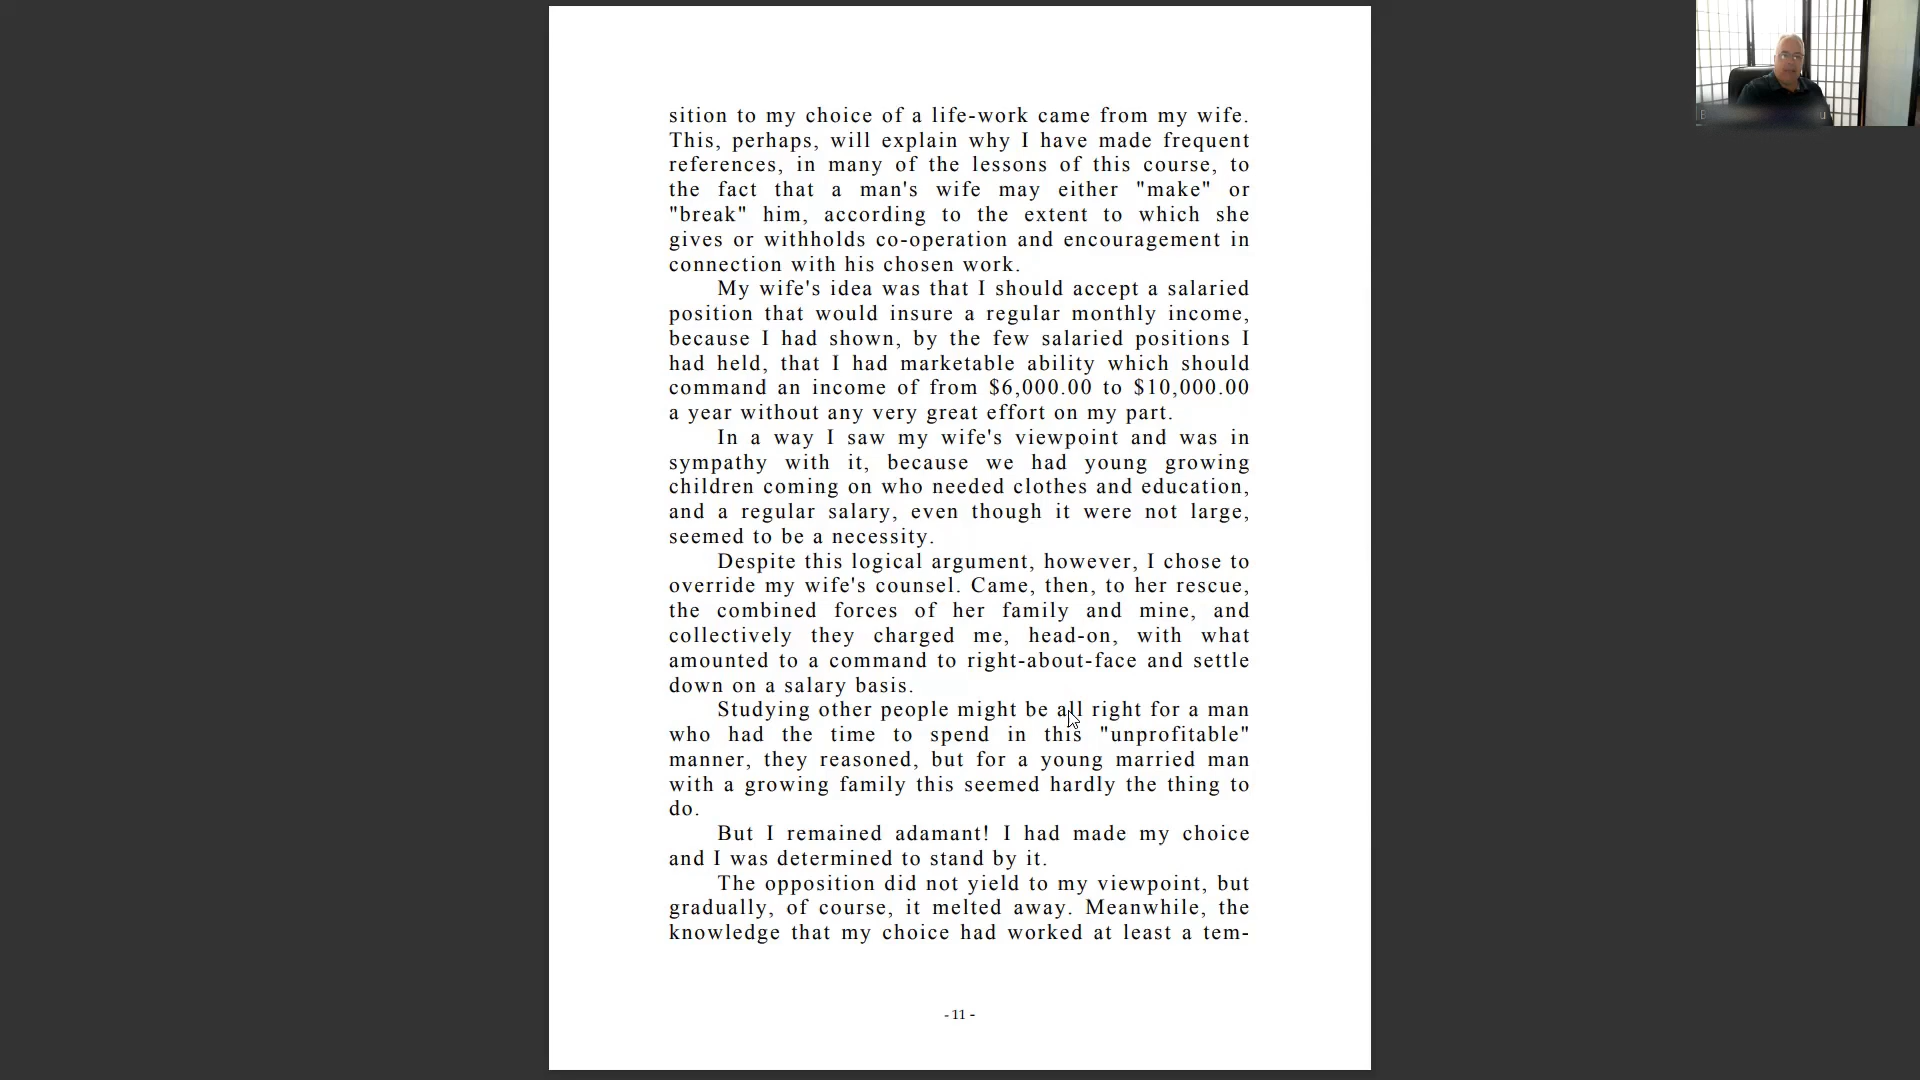 sition to my choice of a life-work came from my wife.
This, perhaps, will explain why I have made frequent
references, in many of the lessons of this course, to
the fact that a man's wife may either "make" or
"break" him, according to the extent to which she
gives or withholds co-operation and encouragement in
connection with his chosen work.
My wife's idea was that I should accept a salaried
position that would insure a regular monthly income,
because I had shown, by the few salaried positions I
had held, that I had marketable ability which should
command an income of from $6,000.00 to $10,000.00
a year without any very great effort on my part.
In a way I saw my wife's viewpoint and was in
sympathy with it, because we had young growing
children coming on who needed clothes and education,
and a regular salary, even though it were not large,
seemed to be a necessity.
Despite this logical argument, however, I chose to
override my wife's counsel. Came, then, to her rescue,
the combined forces of her family and mine, and
collectively they charged me, head-on, with what
amounted to a command to right-about-face and settle
down on a salary basis.
Studying other people might be all right for a man
who had the time to spend in this "unprofitable"
manner, they reasoned, but for a young married man
with a growing family this seemed hardly the thing to
do.
But I remained adamant! I had made my choice
and I was determined to stand by it.
The opposition did not yield to my viewpoint, but
gradually, of course, it melted away. Meanwhile, the
knowledge that my choice had worked at least a tem-
- 11 -